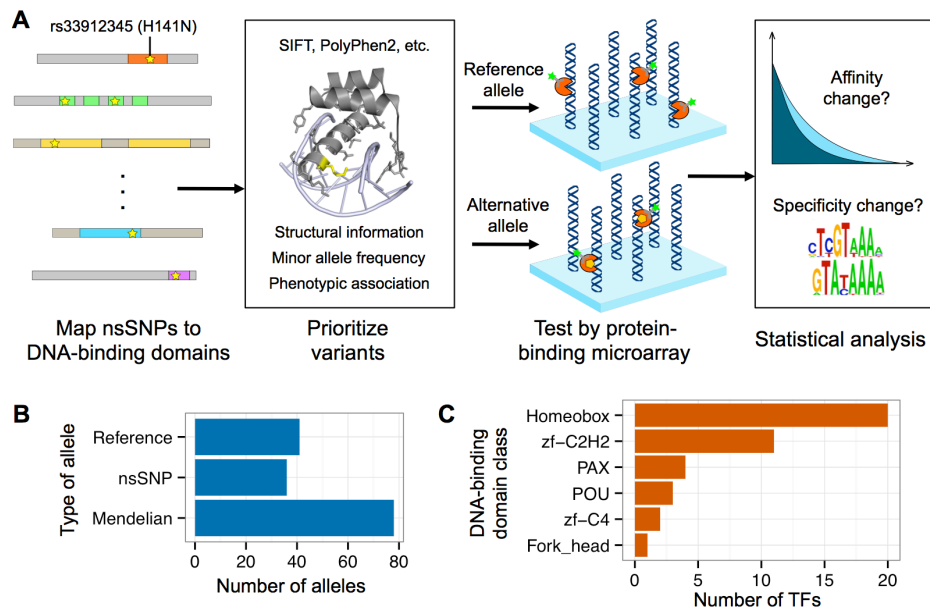 A
rs33912345 (H141N)
SIFT, PolyPhen2, etc.
Structural information
Minor allele frequency
Phenotypic association
Reference
allele
Alternative
allele
Affinity
change?
Specificity change?
CTCGTAAAA
GTATAAAA
Map nsSNPs to
DNA-binding domains
Prioritize
variants
Test by protein-
binding microarray
Statistical analysis
B
Type of allele
Reference
nsSNP
Mendelian
0 20 40 60 80
Number of alleles
C
DNA-binding
domain class
Homeobox
zf-C2H2
PAX
POU
zf-C4
Fork_head
0 5 10 15 20
Number of TFs